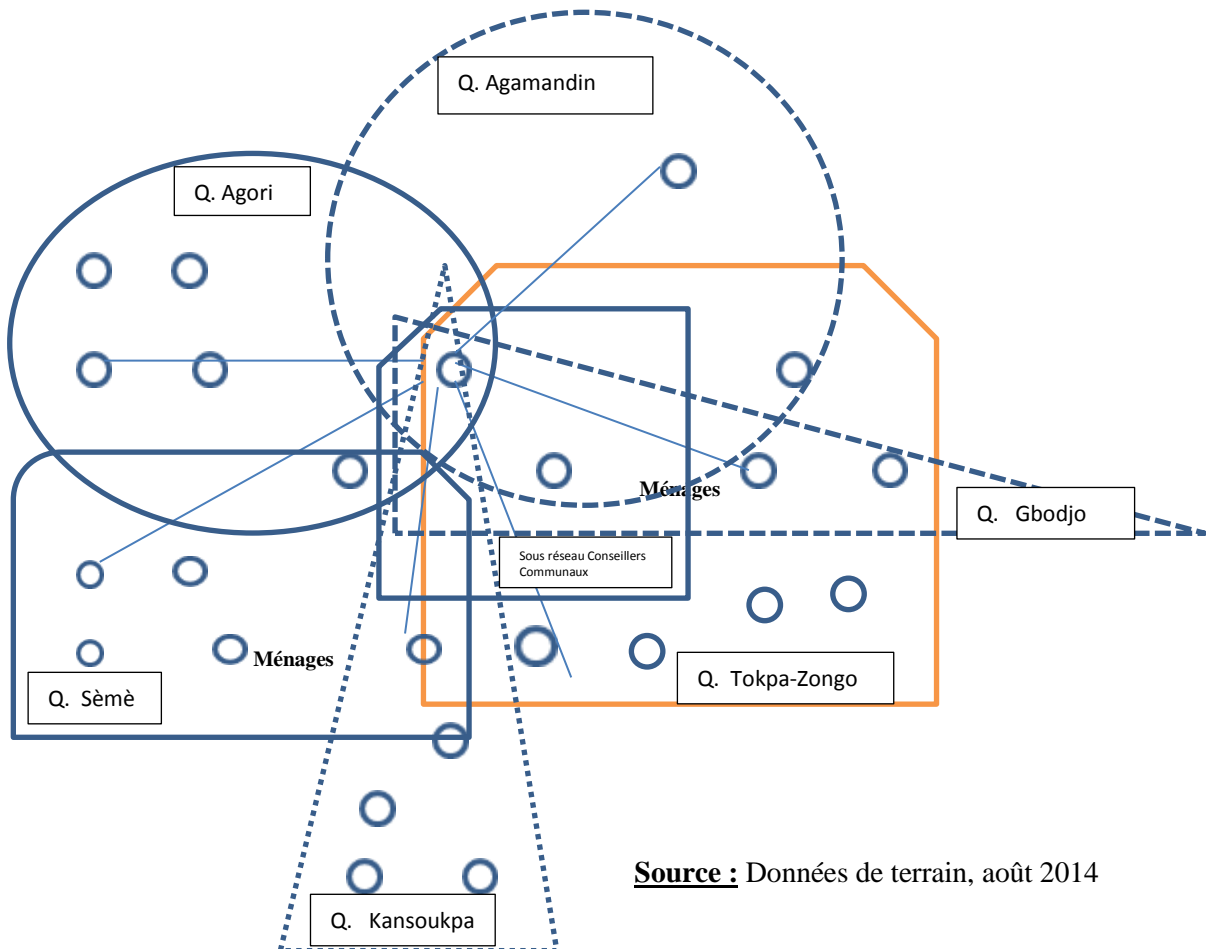 Q. Agamandin
Q. Agori
Ménages
Q. Gbodjo
Sous réseau Conseillers
Communaux
Ménages
Q. Tokpa-Zongo
Q. Sèmè
Source : Données de terrain, août 2014
Q. Kansoukpa